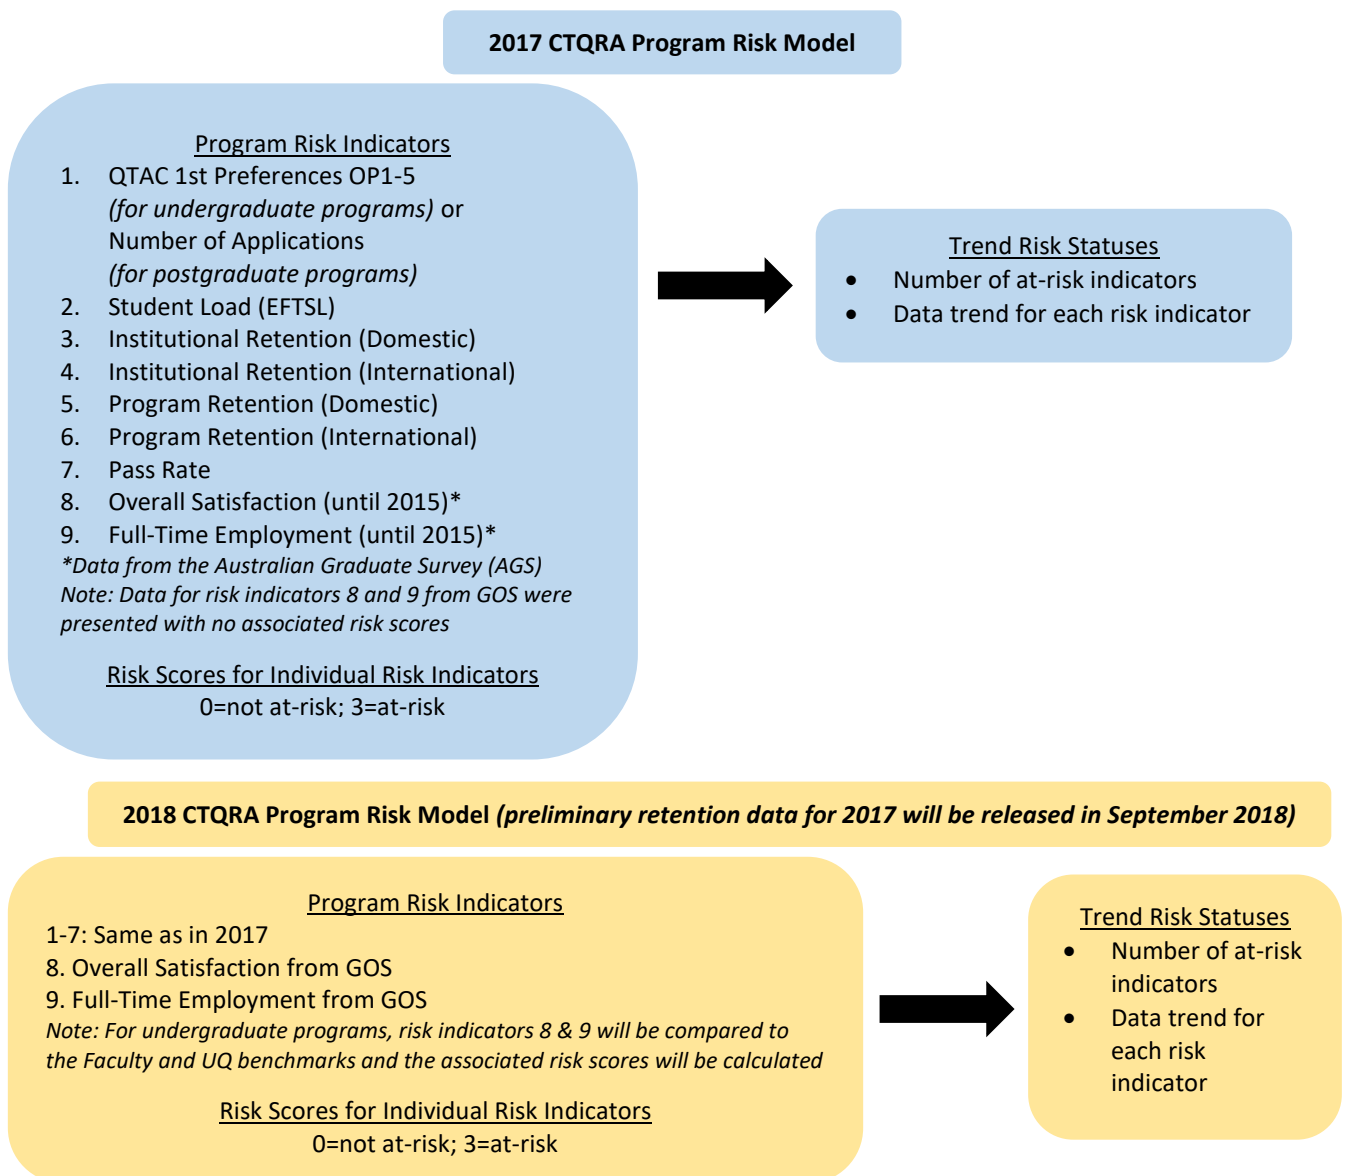 2017 CTQRA Program Risk Model
Program Risk Indicators
1. QTAC 1st Preferences OP1-5
(for undergraduate programs) or
Number of Applications
(for postgraduate programs)
2. Student Load (EFTSL)
3. Institutional Retention (Domestic)
4. Institutional Retention (International)
5. Program Retention (Domestic)
6. Program Retention (International)
7. Pass Rate
8. Overall Satisfaction (until 2015)*
9. Full-Time Employment (until 2015)*
*Data from the Australian Graduate Survey (AGS)
Note: Data for risk indicators 8 and 9 from GOS were
presented with no associated risk scores
Risk Scores for Individual Risk Indicators
0=not at-risk; 3=at-risk
Trend Risk Statuses
• Number of at-risk indicators
• Data trend for each risk indicator
2018 CTQRA Program Risk Model (preliminary retention data for 2017 will be released in September 2018)
Program Risk Indicators
1-7: Same as in 2017
8. Overall Satisfaction from GOS
9. Full-Time Employment from GOS
Note: For undergraduate programs, risk indicators 8 & 9 will be compared to
the Faculty and UQ benchmarks and the associated risk scores will be calculated
Risk Scores for Individual Risk Indicators
0=not at-risk; 3=at-risk
Trend Risk Statuses
• Number of at-risk
indicators
• Data trend for
each risk
indicator